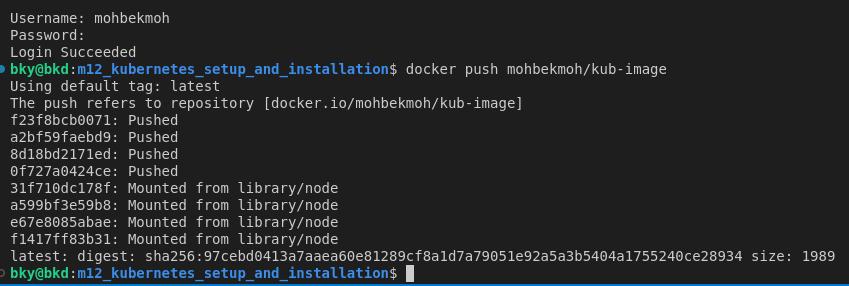 Username: mohbekmoh
Password:
Login Succeeded
bky@bkd:m12_kubernetes_setup_and_installation$ docker push mohbekmoh/kub-image
Using default tag: latest
The push refers to repository [docker.io/mohbekmoh/kub-image]
f23f8bcb0071: Pushed
a2bf59faebd9: Pushed
8d18bd2171ed: Pushed
0f727a0424ce: Pushed
31f710dc178f: Mounted from library/node
a599bf3e59b8: Mounted from library/node
e67e8085abae: Mounted from library/node
f1417ff83b31: Mounted from library/node
latest: digest: sha256:97cebd0413a7aaea60e81289cf8a1d7a79051e92a5a3b5404a1755240ce28934 size: 1989
bky@bkd:m12_kubernetes_setup_and_installation$